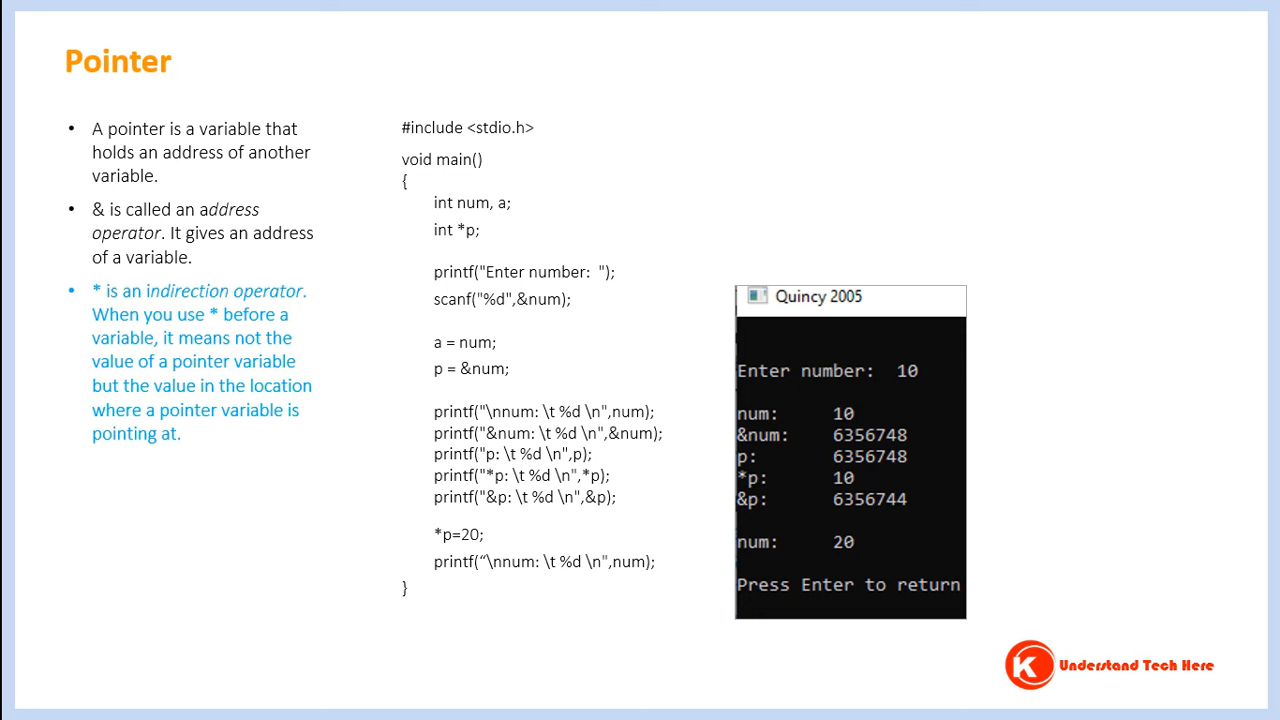 Pointer
• A pointer is a variable that
holds an address of another
variable.
• & is called an address
operator. It gives an address
of a variable.
• * is an indirection operator.
When you use * before a
variable, it means not the
value of a pointer variable
but the value in the location
where a pointer variable is
pointing at.
#include <stdio.h>
void main()
{
int num, a;
int *p;
printf("Enter number:  ");
scanf("%d",&num);
a = num;
p = &num;
printf("\nnum: \t %d \n",num);
printf("&num: \t %d \n",&num);
printf("p: \t %d \n",p);
printf("*p: \t %d \n",*p);
printf("&p: \t %d \n",&p);
*p=20;
printf(“\nnum: \t %d \n",num);
}
Quincy 2005
Enter number:  10
num: 10
&num: 6356748
p: 6356748
*p: 10
&p: 6356744
num: 20
Press Enter to return
K Understand Tech Here